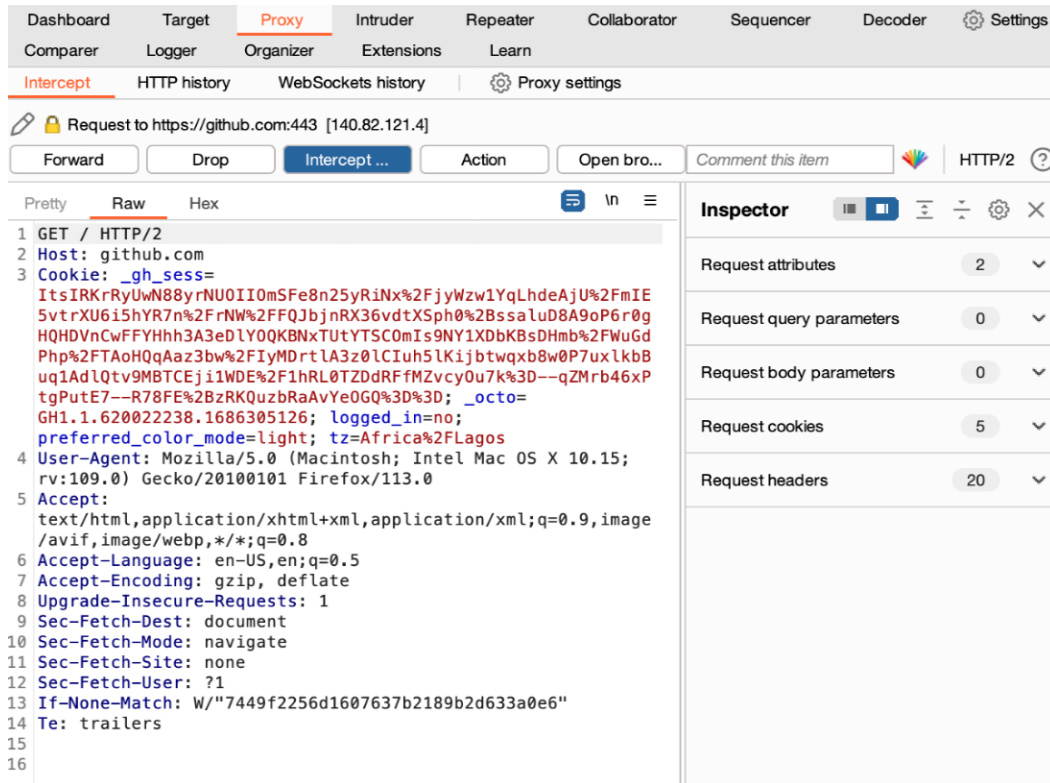 Dashboard Target Proxy Intruder Repeater Collaborator Sequencer Decoder Settings
Comparer Logger Organizer Extensions Learn
Intercept HTTP history WebSockets history Proxy settings
Request to https://github.com:443 [140.82.121.4]
Forward Drop Intercept ... Action Open bro... Comment this item HTTP/2 ?
Pretty Raw Hex \n
1 GET / HTTP/2
2 Host: github.com
3 Cookie: _gh_sess=
ItsIRKrRyUwN88yrNUOIIOmSFe8n25yRiNx%2FjyWzw1YqLhdeAjU%2FmIE
5vtrXU6i5hYR7n%2FrNW%2FFQJbjnRX36vdtXSph0%2BssaluD8A9oP6r0g
HQHDVnCwFFYHhh3A3eDlYOQKBNxTUtYTSCOmIs9NY1XDbKBsDHmb%2FWuGd
Php%2FTAoHQqAaz3bw%2FIyMDrtlA3z0lCIuh5lKijbtwqxb8w0P7uxlkbB
uq1AdlQtv9MBTCEji1WDE%2F1hRL0TZDdRFfMZvcyOu7k%3D--qZMrb46xP
tgPutE7--R78FE%2BzRKQuzbRaAvYeOGQ%3D%3D; _octo=
GH1.1.620022238.1686305126; logged_in=no;
preferred_color_mode=light; tz=Africa%2FLagos
4 User-Agent: Mozilla/5.0 (Macintosh; Intel Mac OS X 10.15;
rv:109.0) Gecko/20100101 Firefox/113.0
5 Accept:
text/html,application/xhtml+xml,application/xml;q=0.9,image
/avif,image/webp,*/*;q=0.8
6 Accept-Language: en-US,en;q=0.5
7 Accept-Encoding: gzip, deflate
8 Upgrade-Insecure-Requests: 1
9 Sec-Fetch-Dest: document
10 Sec-Fetch-Mode: navigate
11 Sec-Fetch-Site: none
12 Sec-Fetch-User: ?1
13 If-None-Match: W/"7449f2256d1607637b2189b2d633a0e6"
14 Te: trailers
15
16
Inspector
Request attributes 2
Request query parameters 0
Request body parameters 0
Request cookies 5
Request headers 20